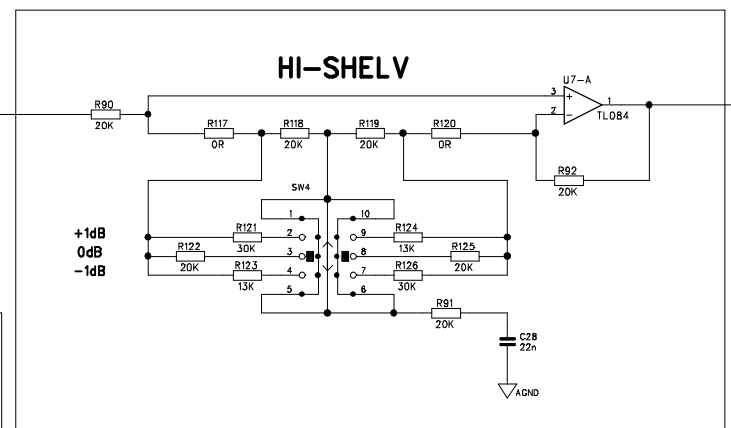 HI-SHELV
U7-A
3
+
1
2
-
TL084
R90
20K
R117
0R
R118
20K
R119
20K
R120
0R
R92
20K
SW4
1
10
+1dB
0dB
-1dB
R121
30K
2
9
R124
13K
R122
20K
3
8
R125
20K
R123
13K
4
7
R126
30K
5
6
R91
20K
C28
22n
AGND